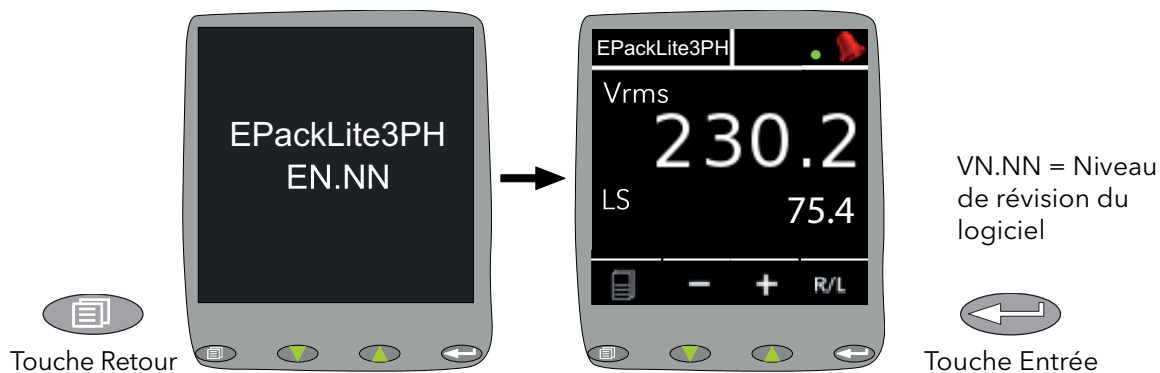 EPackLite3PH
EN.NN
EPackLite3PH
Vrms
230.2
LS
75.4
R/L
VN.NN = Niveau
de révision du
logiciel
Touche Retour
Touche Entrée